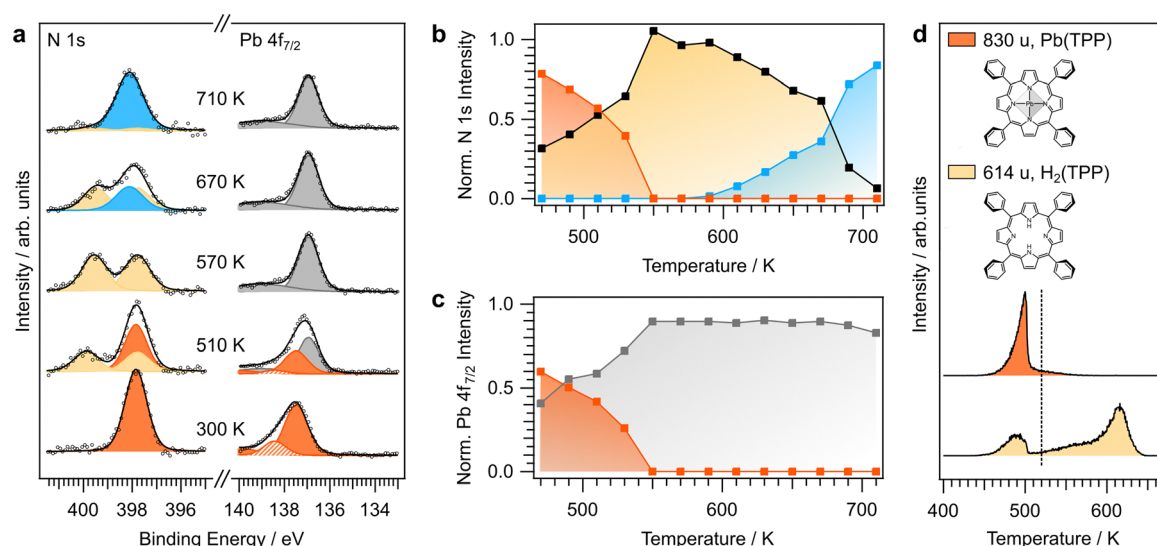 a
N 1s
Pb 4f7/2
710 K
670 K
570 K
510 K
300 K
Intensity / arb. units
400 398 396
140 138 136 134
Binding Energy / eV
b
1.0
0.5
0.0
Norm. N 1s Intensity
500 600 700
Temperature / K
c
1.0
0.5
0.0
Norm. Pb 4f7/2 Intensity
500 600 700
Temperature / K
d
830 u, Pb(TPP)
N
N Pb N
N
614 u, H2(TPP)
N
H
N N
H
N
Intensity / arb.units
400 500 600
Temperature / K